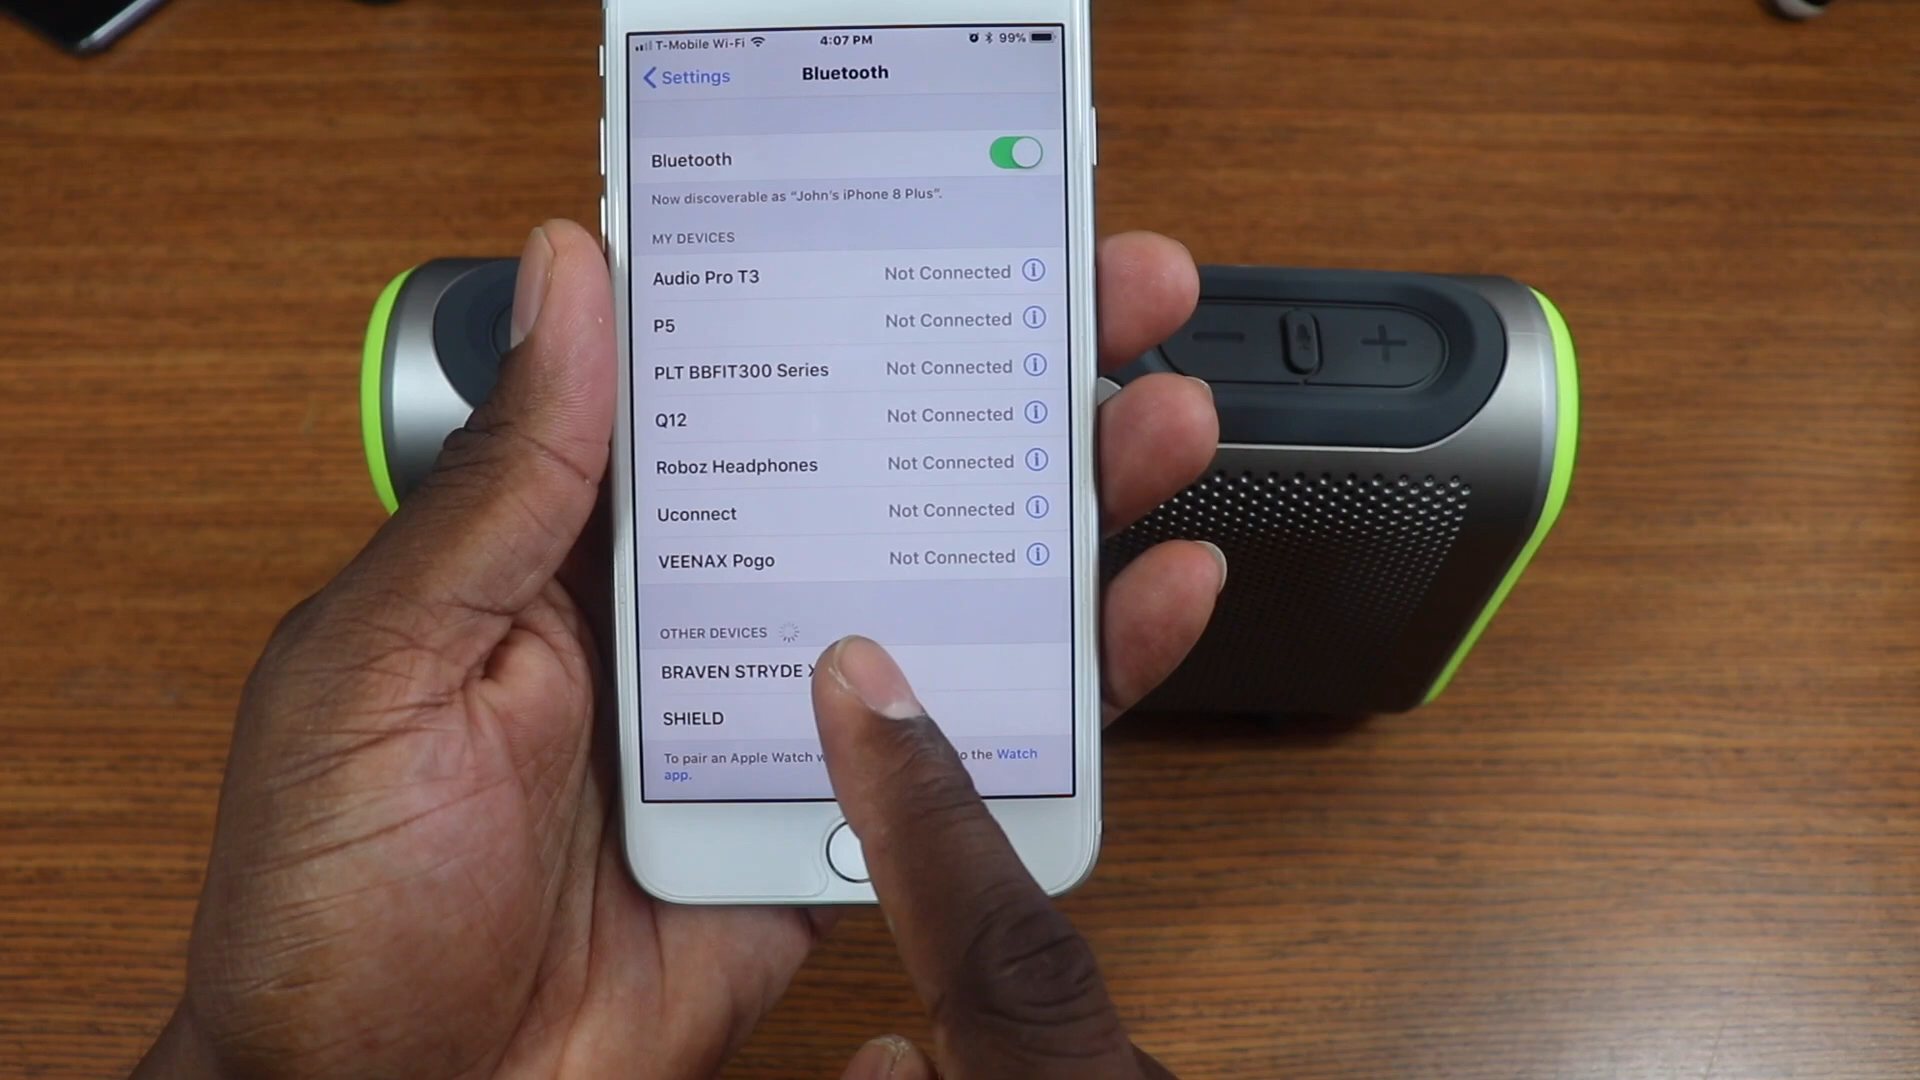 T-Mobile Wi-Fi 4:07 PM 99%
Settings Bluetooth
Bluetooth
Now discoverable as “John's iPhone 8 Plus”.
MY DEVICES
Audio Pro T3 Not Connected
P5 Not Connected
PLT BBFIT300 Series Not Connected
Q12 Not Connected
Roboz Headphones Not Connected
Uconnect Not Connected
VEENAX Pogo Not Connected
OTHER DEVICES
BRAVEN STRYDE
SHIELD
To pair an Apple Watch the Watch
app.